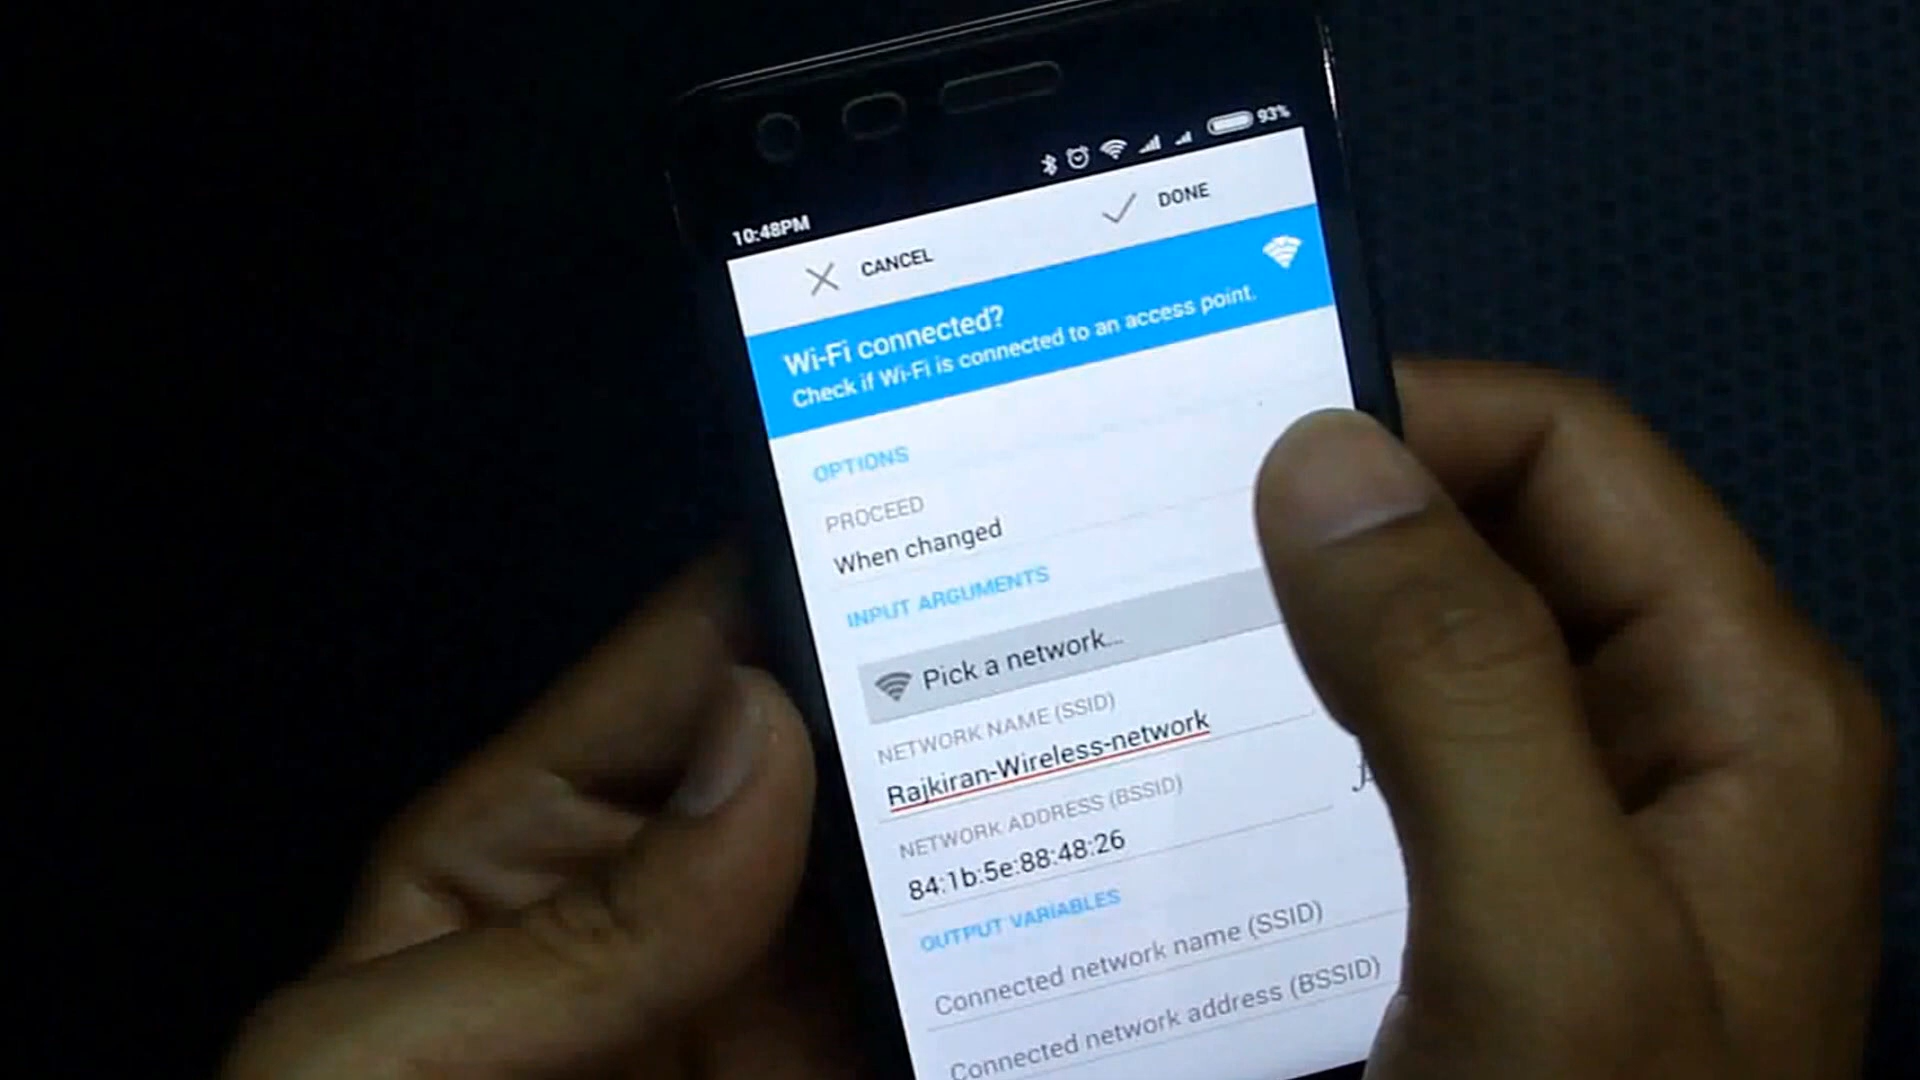 10:48PM
93%
CANCEL
DONE
Wi-Fi connected?
Check if Wi-Fi is connected to an access point.
OPTIONS
PROCEED
When changed
INPUT ARGUMENTS
Pick a network...
NETWORK NAME (SSID)
Rajkiran-Wireless-network
NETWORK ADDRESS (BSSID)
84:1b:5e:88:48:26
OUTPUT VARIABLES
Connected network name (SSID)
Connected network address (BSSID)